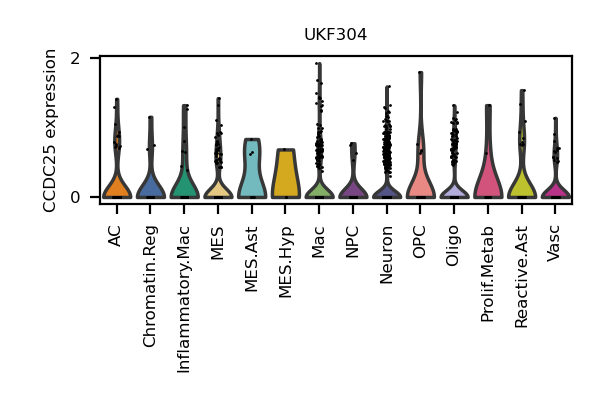 UKF304
CCDC25 expression
2
0
AC
Chromatin.Reg
Inflammatory.Mac
MES
MES.Ast
MES.Hyp
Mac
NPC
Neuron
OPC
Oligo
Prolif.Metab
Reactive.Ast
Vasc